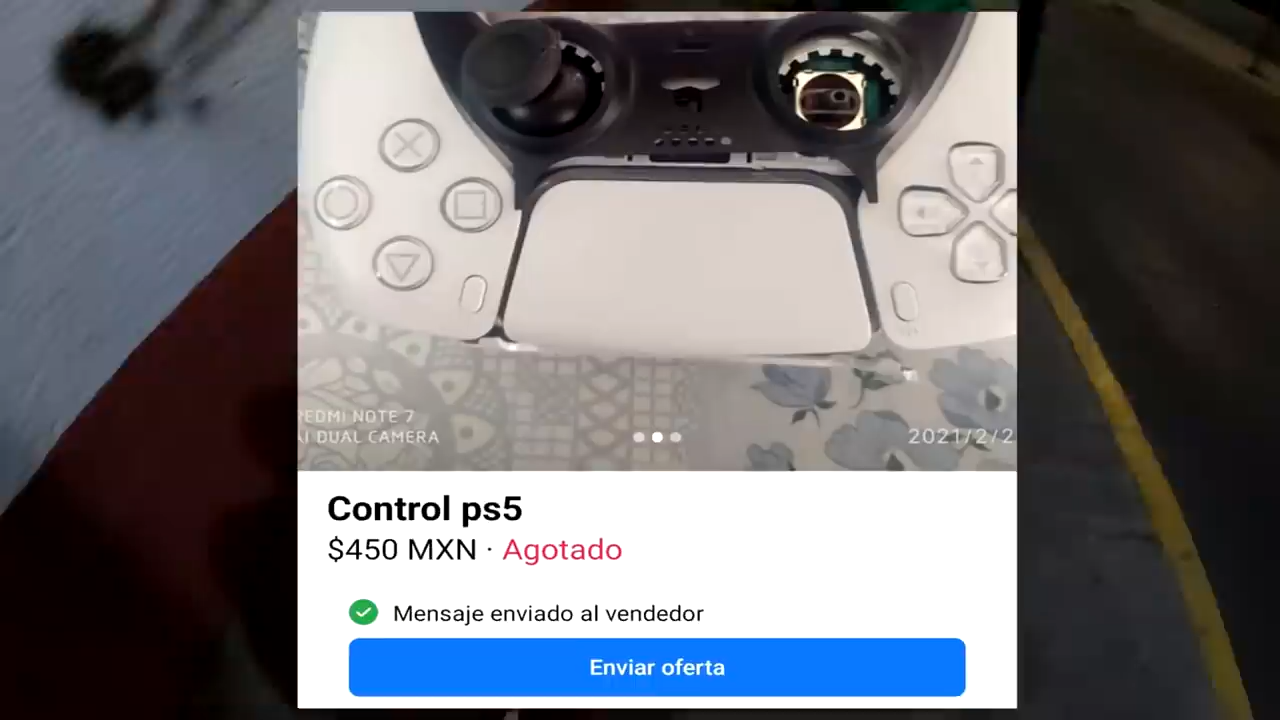 REDMI NOTE 7
AI DUAL CAMERA
2021/2/2
Control ps5
$450 MXN · Agotado
Mensaje enviado al vendedor
Enviar oferta